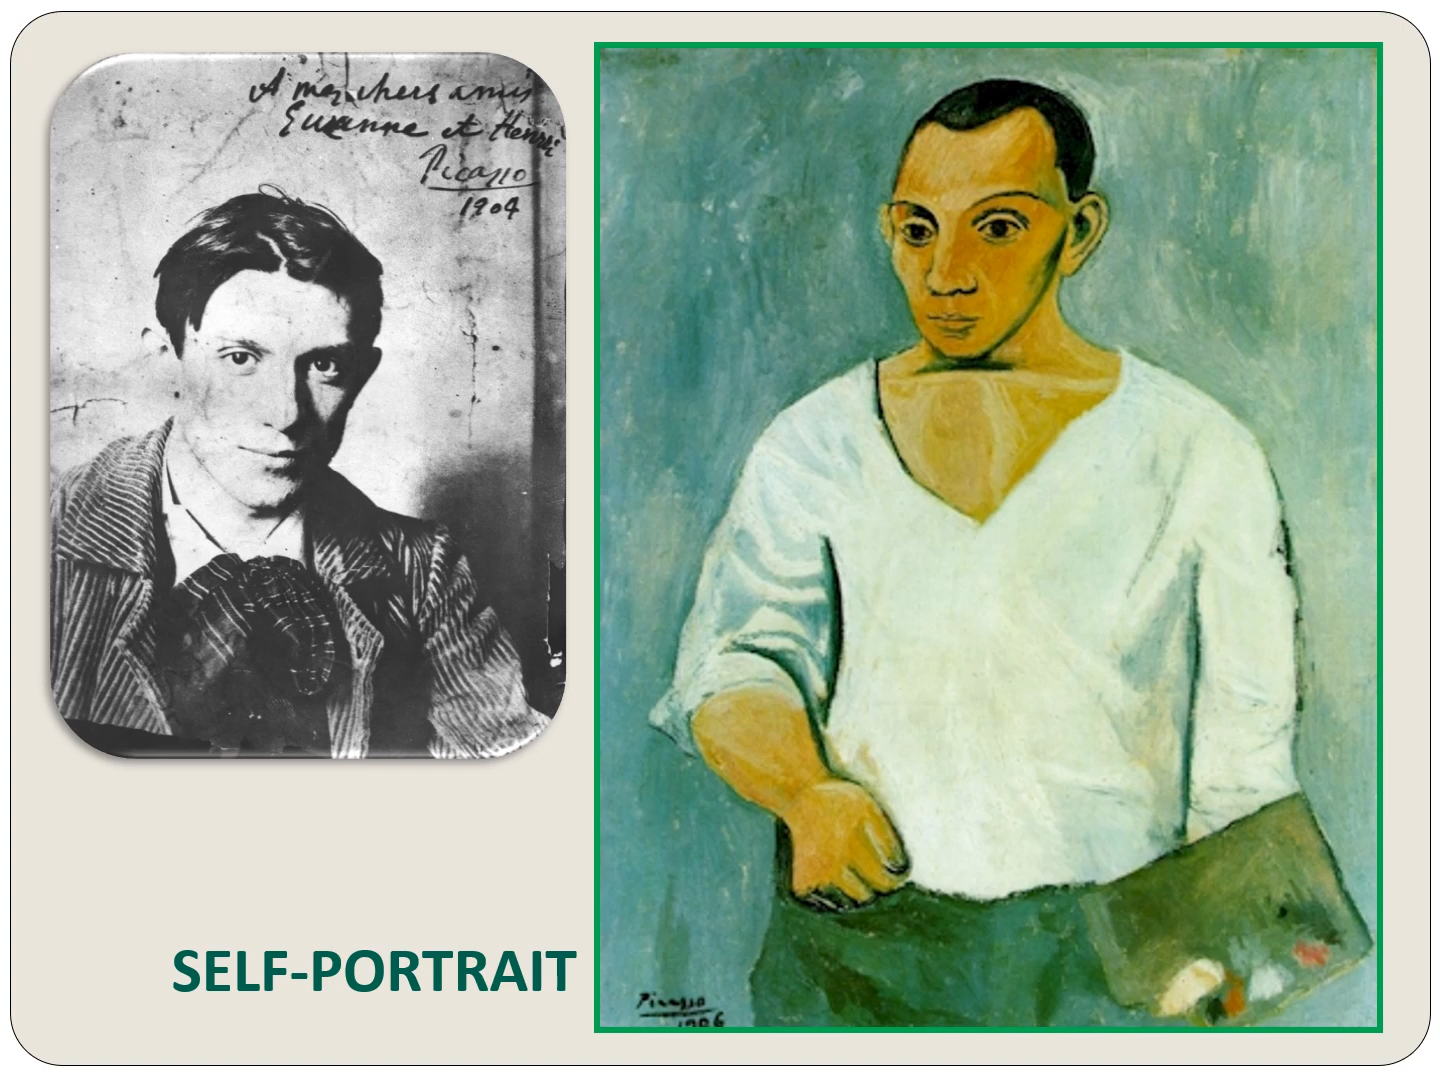 A mes chers amis
Suzanne et Henri
Picasso
1904
SELF-PORTRAIT
Picasso
1906